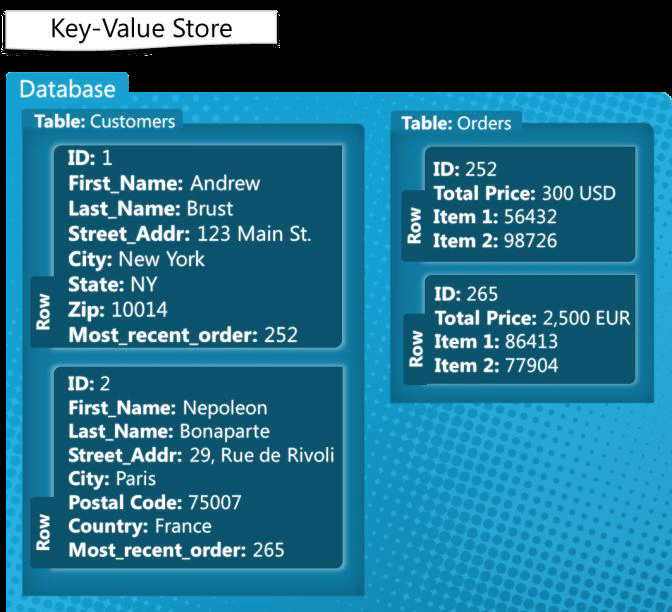 Key-Value Store
Database
Table: Customers
ID: 1
First_Name: Andrew
Last_Name: Brust
Street_Addr: 123 Main St.
City: New York
State: NY
Zip: 10014
Most_recent_order: 252
Row
ID: 2
First_Name: Nepoleon
Last_Name: Bonaparte
Street_Addr: 29, Rue de Rivoli
City: Paris
Postal Code: 75007
Country: France
Most_recent_order: 265
Row
Table: Orders
ID: 252
Total Price: 300 USD
Item 1: 56432
Item 2: 98726
Row
ID: 265
Total Price: 2,500 EUR
Item 1: 86413
Item 2: 77904
Row